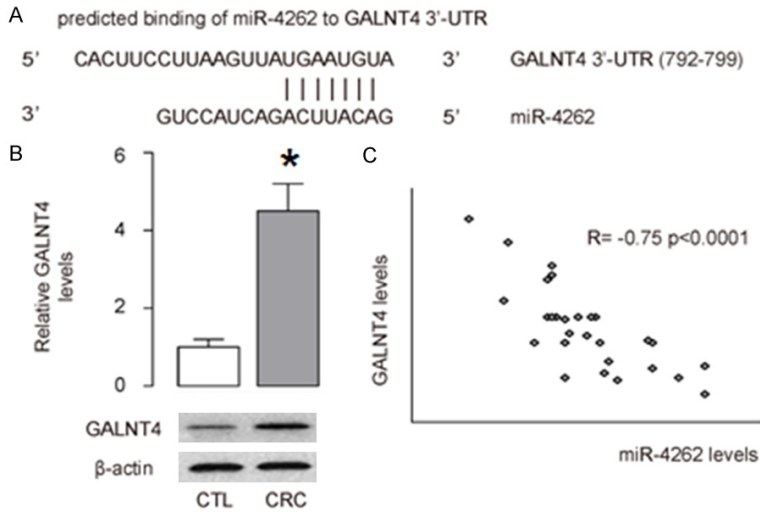 A
predicted binding of miR-4262 to GALNT4 3'-UTR
5' CACUUCCUUAAGUUAUGAAUGUA 3' GALNT4 3'-UTR (792-799)
3' GUCCAUCAGACUUACAG 5' miR-4262
B
6
4
2
0
Relative GALNT4
levels
*
GALNT4
β-actin
CTL CRC
C
R= -0.75 p<0.0001
GALNT4 levels
miR-4262 levels